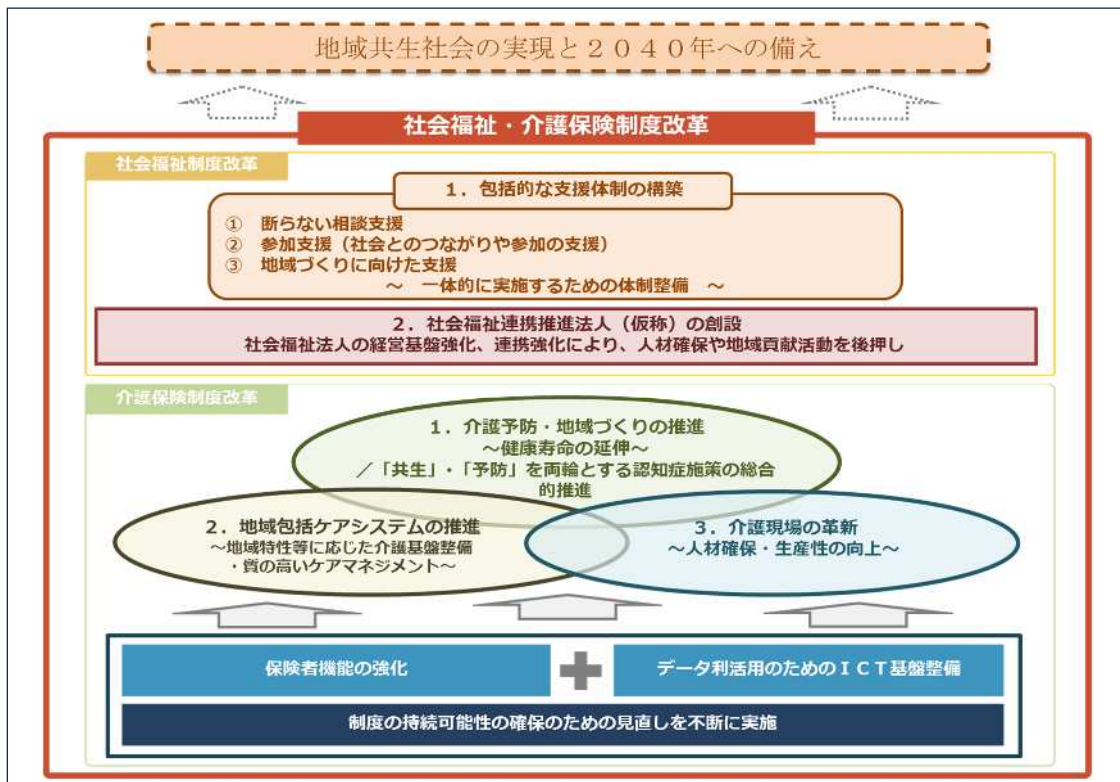 地域共生社会の実現と２０４０年への備え
社会福祉・介護保険制度改革
社会福祉制度改革
１．包括的な支援体制の構築
① 断らない相談支援
② 参加支援（社会とのつながりや参加の支援）
③ 地域づくりに向けた支援
～ 一体的に実施するための体制整備 ～
２．社会福祉連携推進法人（仮称）の創設
社会福祉法人の経営基盤強化、連携強化により、人材確保や地域貢献活動を後押し
介護保険制度改革
１．介護予防・地域づくりの推進
～健康寿命の延伸～
／「共生」・「予防」を両輪とする認知症施策の総合
的推進
２．地域包括ケアシステムの推進
～地域特性等に応じた介護基盤整備
・質の高いケアマネジメント～
３．介護現場の革新
～人材確保・生産性の向上～
保険者機能の強化
データ利活用のためのＩＣＴ基盤整備
制度の持続可能性の確保のための見直しを不断に実施